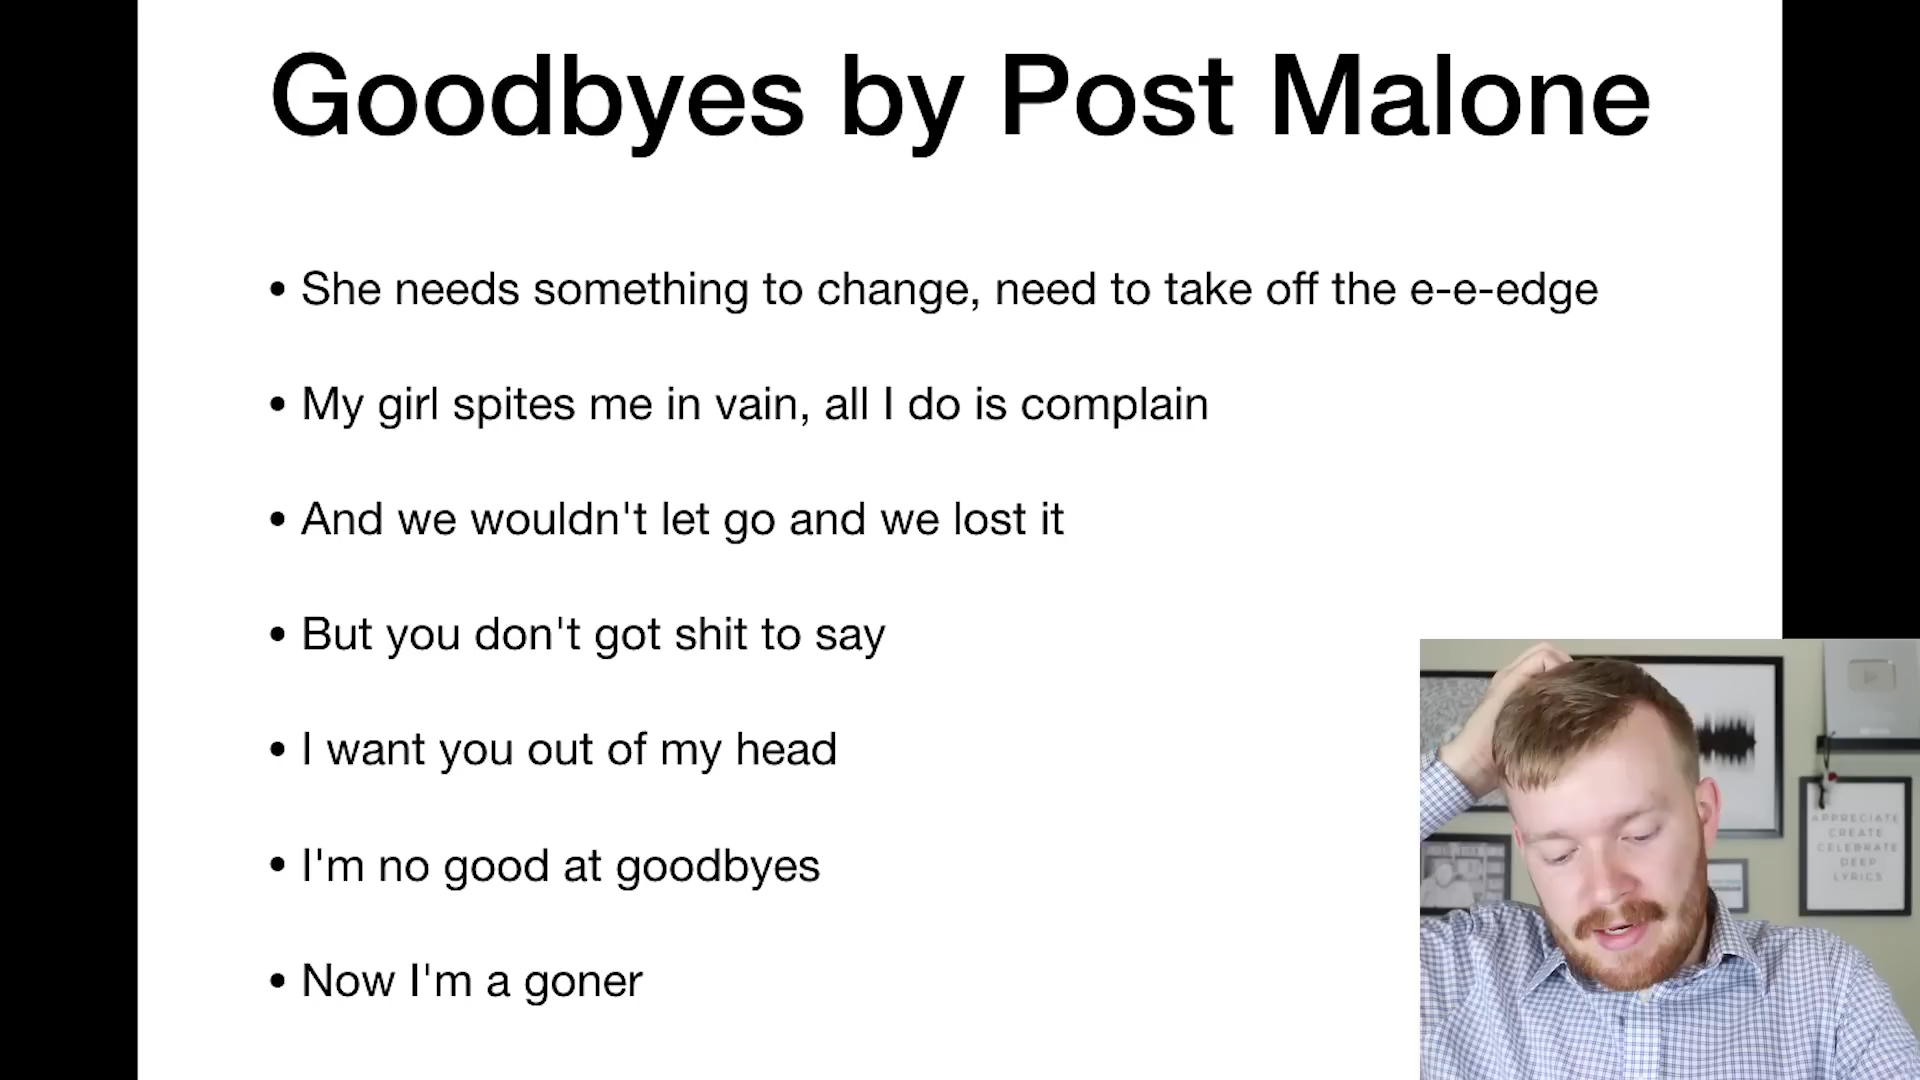 Goodbyes by Post Malone
• She needs something to change, need to take off the e-e-edge
• My girl spites me in vain, all I do is complain
• And we wouldn't let go and we lost it
• But you don't got shit to say
• I want you out of my head
• I'm no good at goodbyes
• Now I'm a goner
APPRECIATE
CREATE
CELEBRATE
DEEP
LYRICS